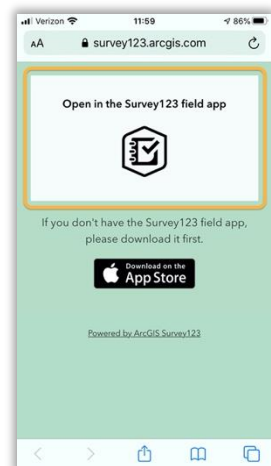 Verizon 11:59 86%
AA survey123.arcgis.com
Open in the Survey123 field app
If you don't have the Survey123 field app,
please download it first.
Download on the
App Store
Powered by ArcGIS Survey123